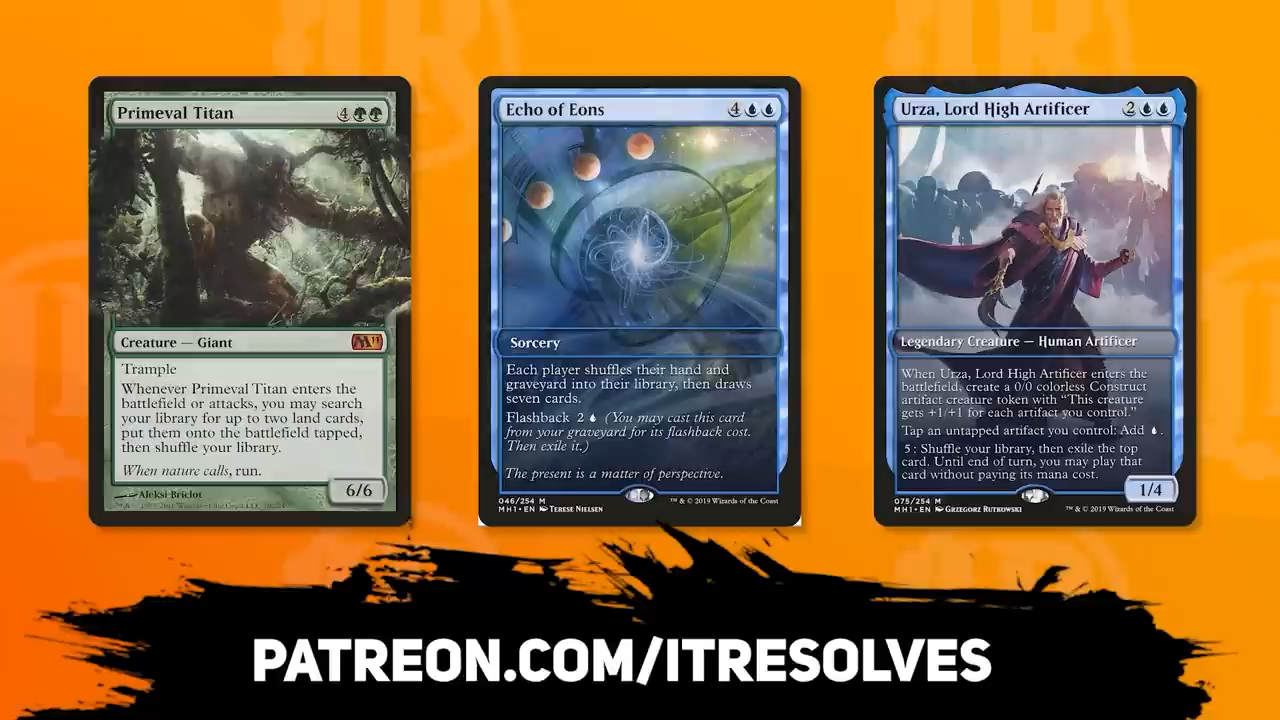 Primeval Titan 4
Creature — Giant
M11
Trample
Whenever Primeval Titan enters the
battlefield or attacks, you may search
your library for up to two land cards,
put them onto the battlefield tapped,
then shuffle your library.
When nature calls, run.
6/6
Aleksi Briclot
Echo of Eons 4
Sorcery
Each player shuffles their hand and
graveyard into their library, then draws
seven cards.
Flashback 2 (You may cast this card
from your graveyard for its flashback cost.
Then exile it.)
The present is a matter of perspective.
046/254 M
MH1 • EN TERESE NIELSEN
™ & © 2019 Wizards of the Coast
Urza, Lord High Artificer 2
Legendary Creature — Human Artificer
When Urza, Lord High Artificer enters the
battlefield, create a 0/0 colorless Construct
artifact creature token with “This creature
gets +1/+1 for each artifact you control.”
Tap an untapped artifact you control: Add .
5: Shuffle your library, then exile the top
card. Until end of turn, you may play that
card without paying its mana cost.
1/4
075/254 M
MH1 • EN GRZEGORZ RUTKOWSKI
™ & © 2019 Wizards of the Coast
PATREON.COM/ITRESOLVES